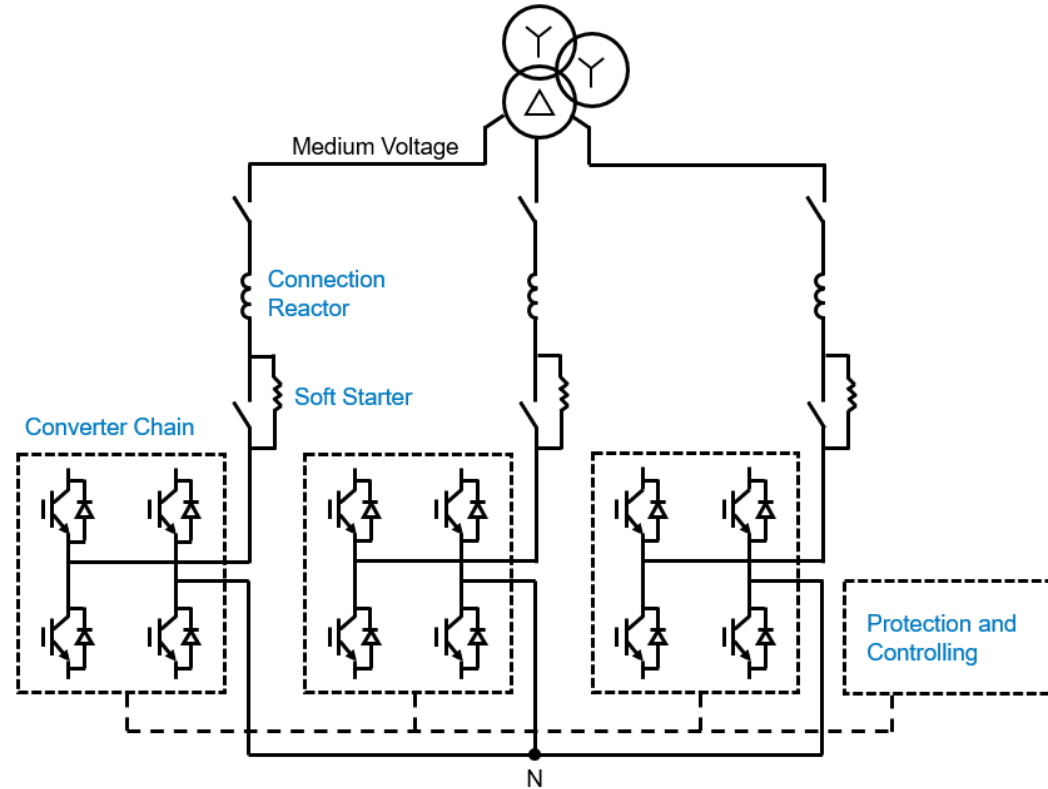 Medium Voltage
Connection
Reactor
Soft Starter
Converter Chain
Protection and
Controlling
N